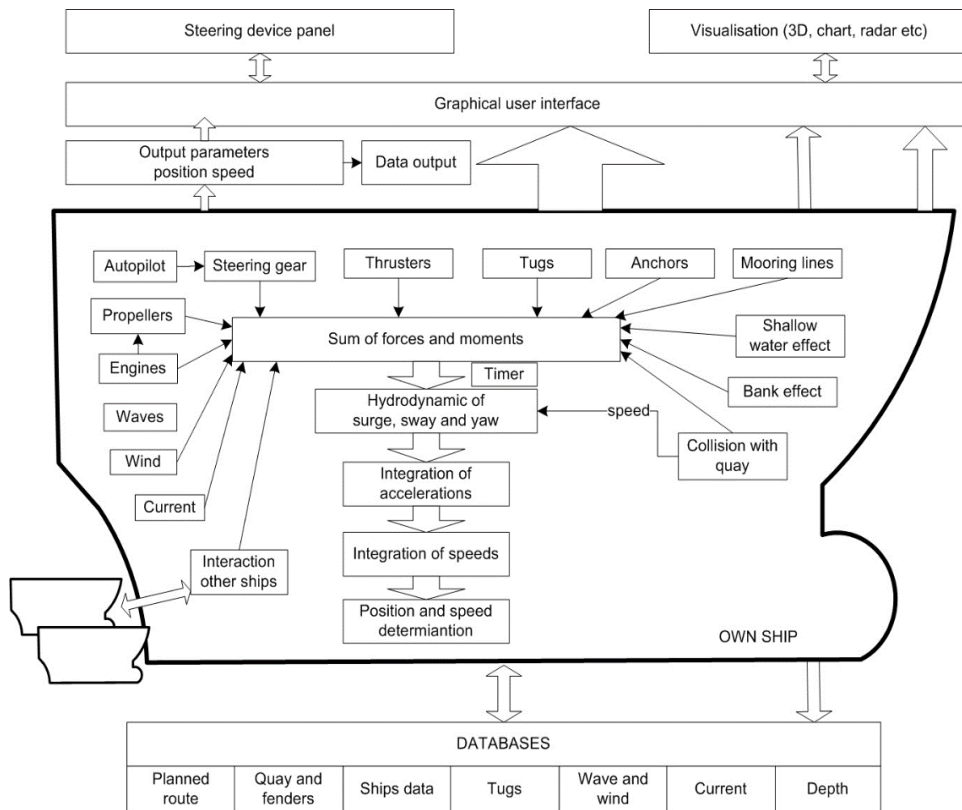 Steering device panel
Visualisation (3D, chart, radar etc)
Graphical user interface
Output parameters
position speed
Data output
Autopilot
Steering gear
Thrusters
Tugs
Anchors
Mooring lines
Propellers
Sum of forces and moments
Shallow
water effect
Engines
Timer
Bank effect
Waves
Hydrodynamic of
surge, sway and yaw
speed
Collision with
quay
Wind
Integration of
accelerations
Current
Interaction
other ships
Integration of speeds
Position and speed
determiantion
OWN SHIP
DATABASES
Planned
route
Quay and
fenders
Ships data
Tugs
Wave and
wind
Current
Depth